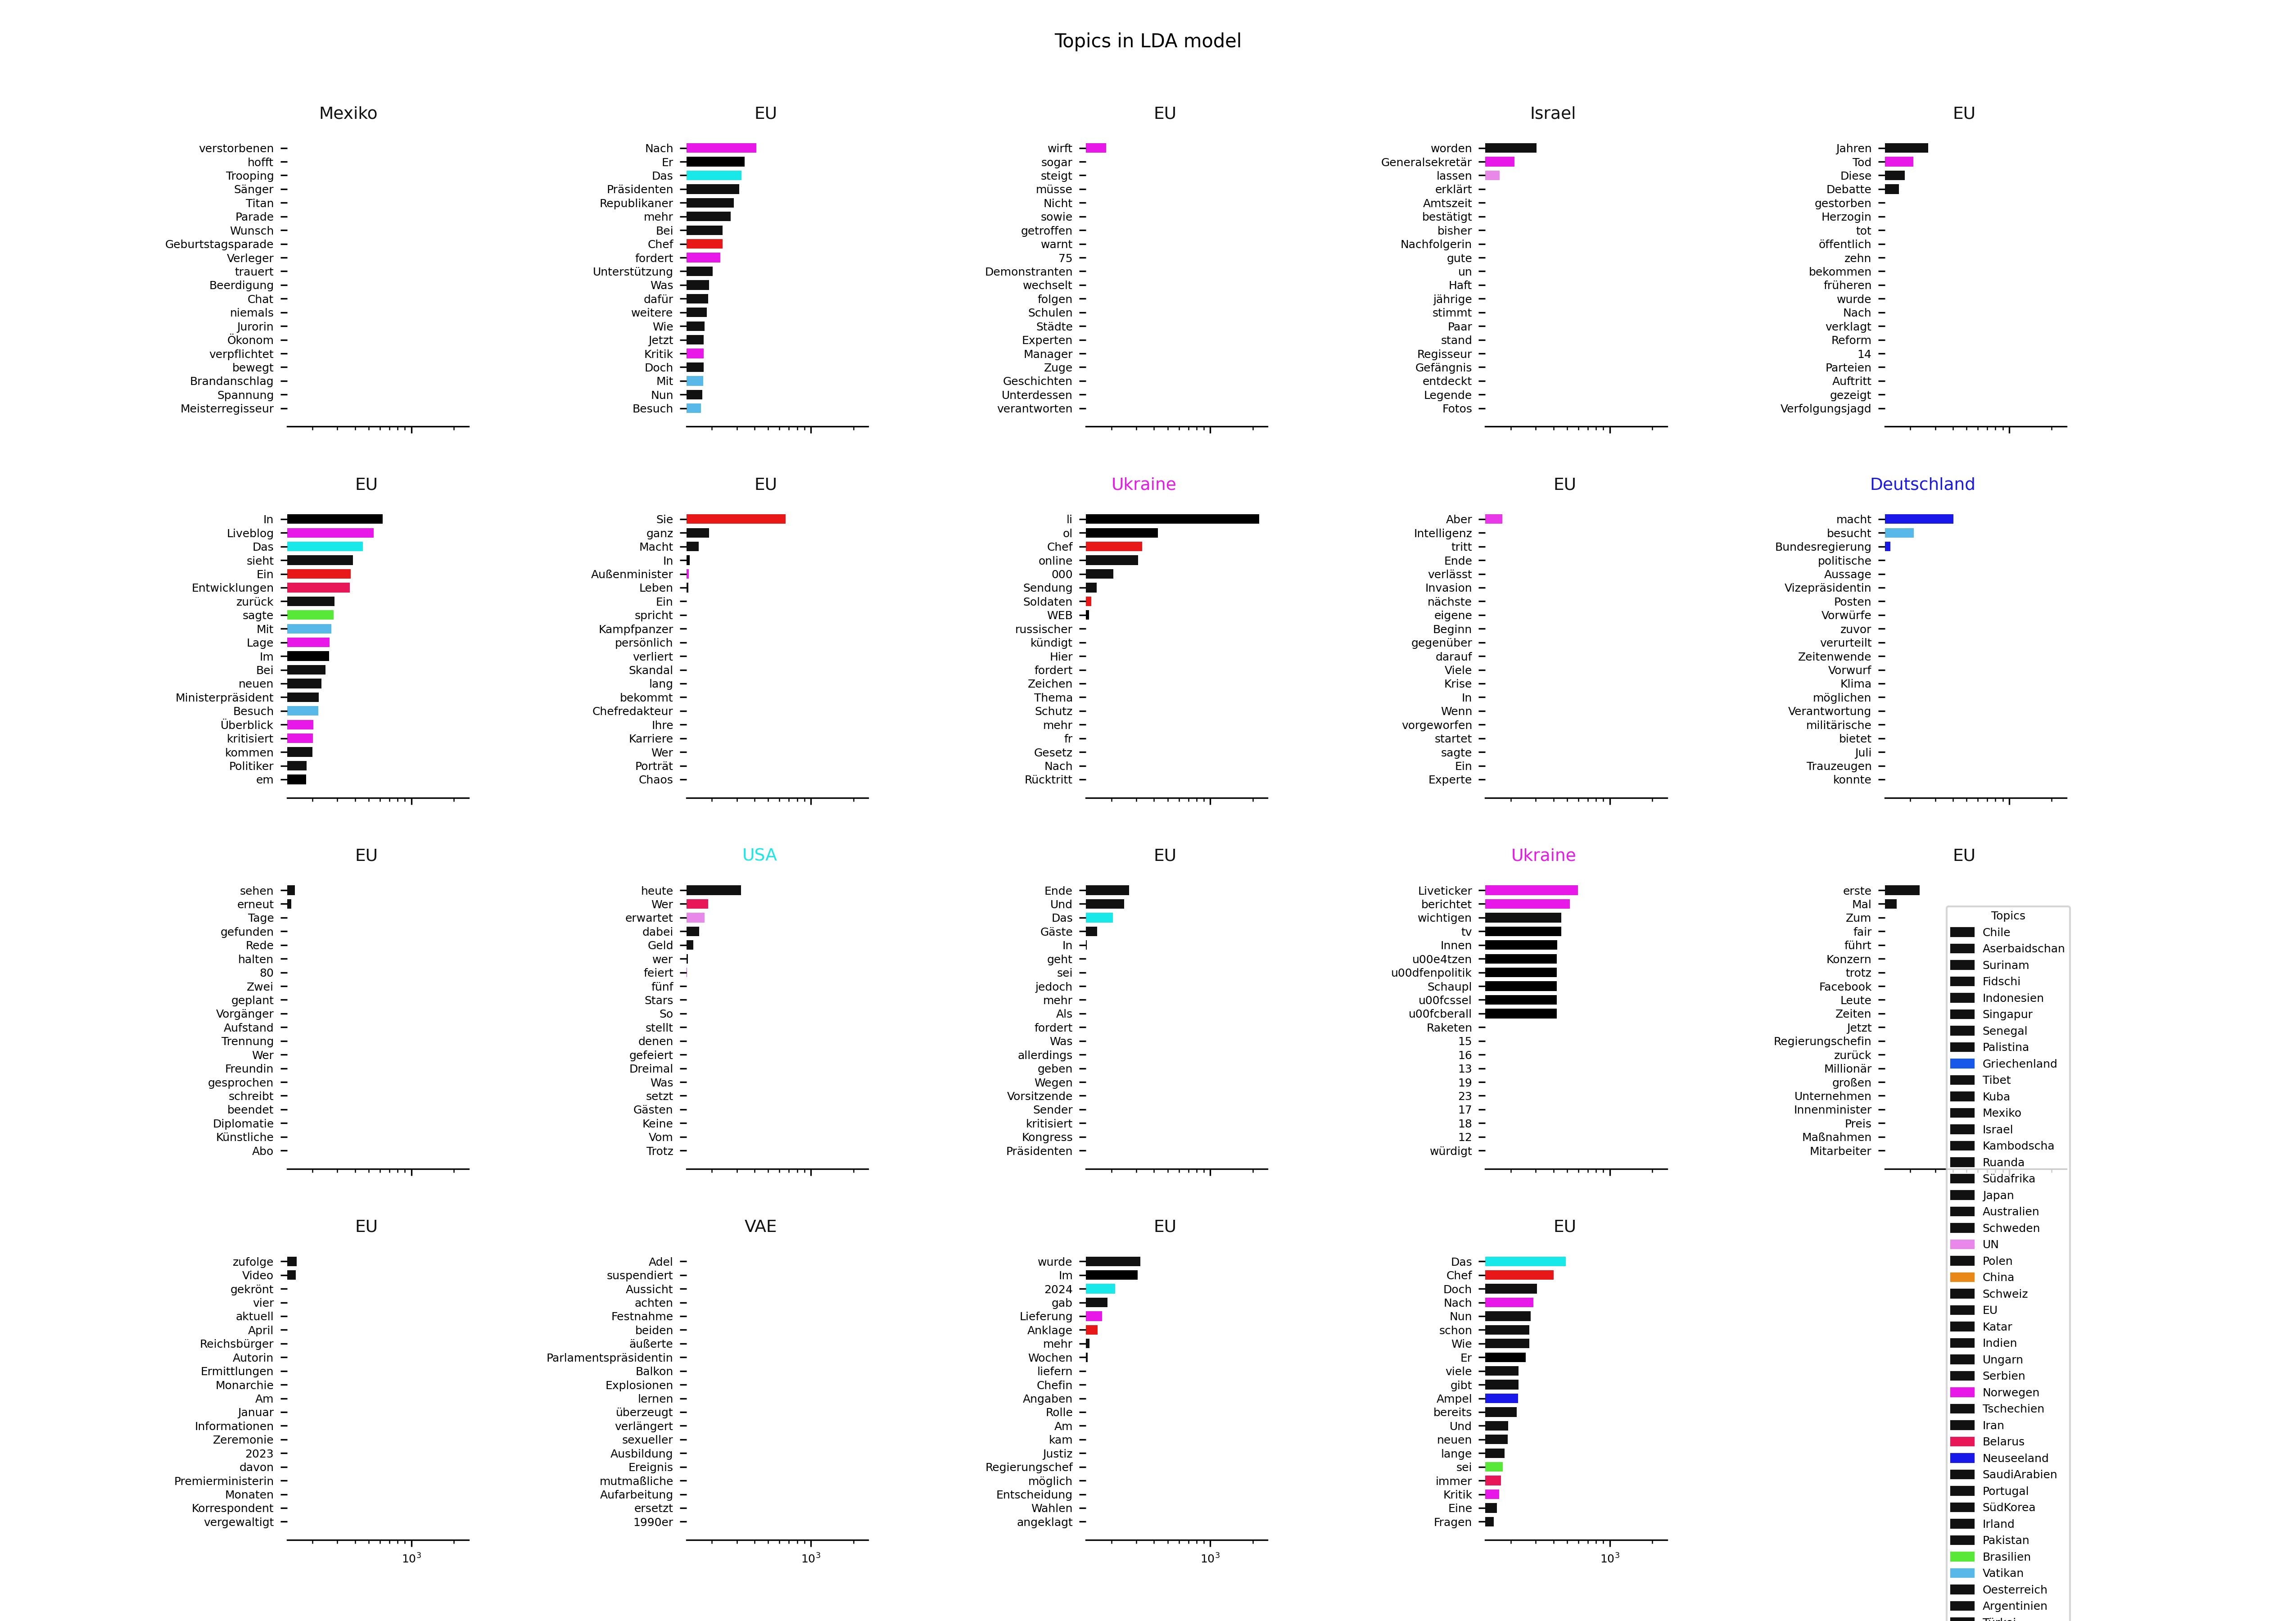 Topics in LDA model
Mexiko
verstorbenen
hofft
Trooping
Sänger
Titan
Parade
Wunsch
Geburtstagsparade
Verleger
trauert
Beerdigung
Chat
niemals
Jurorin
Ökonom
verpflichtet
bewegt
Brandanschlag
Spannung
Meisterregisseur
EU
Nach
Er
Das
Präsidenten
Republikaner
mehr
Bei
Chef
fordert
Unterstützung
Was
dafür
weitere
Wie
Jetzt
Kritik
Doch
Mit
Nun
Besuch
EU
wirft
sogar
steigt
müsse
Nicht
sowie
getroffen
warnt
75
Demonstranten
wechselt
folgen
Schulen
Städte
Experten
Manager
Zuge
Geschichten
Unterdessen
verantworten
Israel
worden
Generalsekretär
lassen
erklärt
Amtszeit
bestätigt
bisher
Nachfolgerin
gute
un
Haft
jährige
stimmt
Paar
stand
Regisseur
Gefängnis
entdeckt
Legende
Fotos
EU
Jahren
Tod
Diese
Debatte
gestorben
Herzogin
tot
öffentlich
zehn
bekommen
früheren
wurde
Nach
verklagt
Reform
14
Parteien
Auftritt
gezeigt
Verfolgungsjagd
EU
In
Liveblog
Das
sieht
Ein
Entwicklungen
zurück
sagte
Mit
Lage
Im
Bei
neuen
Ministerpräsident
Besuch
Überblick
kritisiert
kommen
Politiker
em
EU
Sie
ganz
Macht
In
Außenminister
Leben
Ein
spricht
Kampfpanzer
persönlich
verliert
Skandal
lang
bekommt
Chefredakteur
Ihre
Karriere
Wer
Porträt
Chaos
Ukraine
li
ol
Chef
online
000
Sendung
Soldaten
WEB
russischer
kündigt
Hier
fordert
Zeichen
Thema
Schutz
mehr
fr
Gesetz
Nach
Rücktritt
EU
Aber
Intelligenz
tritt
Ende
verlässt
Invasion
nächste
eigene
Beginn
gegenüber
darauf
Viele
Krise
In
Wenn
vorgeworfen
startet
sagte
Ein
Experte
Deutschland
macht
besucht
Bundesregierung
politische
Aussage
Vizepräsidentin
Posten
Vorwürfe
zuvor
verurteilt
Zeitenwende
Vorwurf
Klima
möglichen
Verantwortung
militärische
bietet
Juli
Trauzeugen
konnte
EU
sehen
erneut
Tage
gefunden
Rede
halten
80
Zwei
geplant
Vorgänger
Aufstand
Trennung
Wer
Freundin
gesprochen
schreibt
beendet
Diplomatie
Künstliche
Abo
USA
heute
Wer
erwartet
dabei
Geld
wer
feiert
fünf
Stars
So
stellt
denen
gefeiert
Dreimal
Was
setzt
Gästen
Keine
Vom
Trotz
EU
Ende
Und
Das
Gäste
In
geht
sei
jedoch
mehr
Als
fordert
Was
allerdings
geben
Wegen
Vorsitzende
Sender
kritisiert
Kongress
Präsidenten
Ukraine
Liveticker
berichtet
wichtigen
tv
Innen
u00e4tzen
u00dfenpolitik
Schaupl
u00fcssel
u00fcberall
Raketen
15
16
13
19
23
17
18
12
würdigt
EU
erste
Mal
Zum
fair
führt
Konzern
trotz
Facebook
Leute
Zeiten
Jetzt
Regierungschefin
zurück
Millionär
großen
Unternehmen
Innenminister
Preis
Maßnahmen
Mitarbeiter
EU
zufolge
Video
gekrönt
vier
aktuell
April
Reichsbürger
Autorin
Ermittlungen
Monarchie
Am
Januar
Informationen
Zeremonie
2023
davon
Premierministerin
Monaten
Korrespondent
vergewaltigt
10³
VAE
Adel
suspendiert
Aussicht
achten
Festnahme
beiden
äußerte
Parlamentspräsidentin
Balkon
Explosionen
lernen
überzeugt
verlängert
sexueller
Ausbildung
Ereignis
mutmaßliche
Aufarbeitung
ersetzt
1990er
10³
EU
wurde
Im
2024
gab
Lieferung
Anklage
mehr
Wochen
liefern
Chefin
Angaben
Rolle
Am
kam
Justiz
Regierungschef
möglich
Entscheidung
Wahlen
angeklagt
10³
EU
Das
Chef
Doch
Nach
Nun
schon
Wie
Er
viele
gibt
Ampel
bereits
Und
neuen
lange
sei
immer
Kritik
Eine
Fragen
10³
Topics
Chile
Aserbaidschan
Surinam
Fidschi
Indonesien
Singapur
Senegal
Palistina
Griechenland
Tibet
Kuba
Mexiko
Israel
Kambodscha
Ruanda
Südafrika
Japan
Australien
Schweden
UN
Polen
China
Schweiz
EU
Katar
Indien
Ungarn
Serbien
Norwegen
Tschechien
Iran
Belarus
Neuseeland
SaudiArabien
Portugal
SüdKorea
Irland
Pakistan
Brasilien
Vatikan
Oesterreich
Argentinien